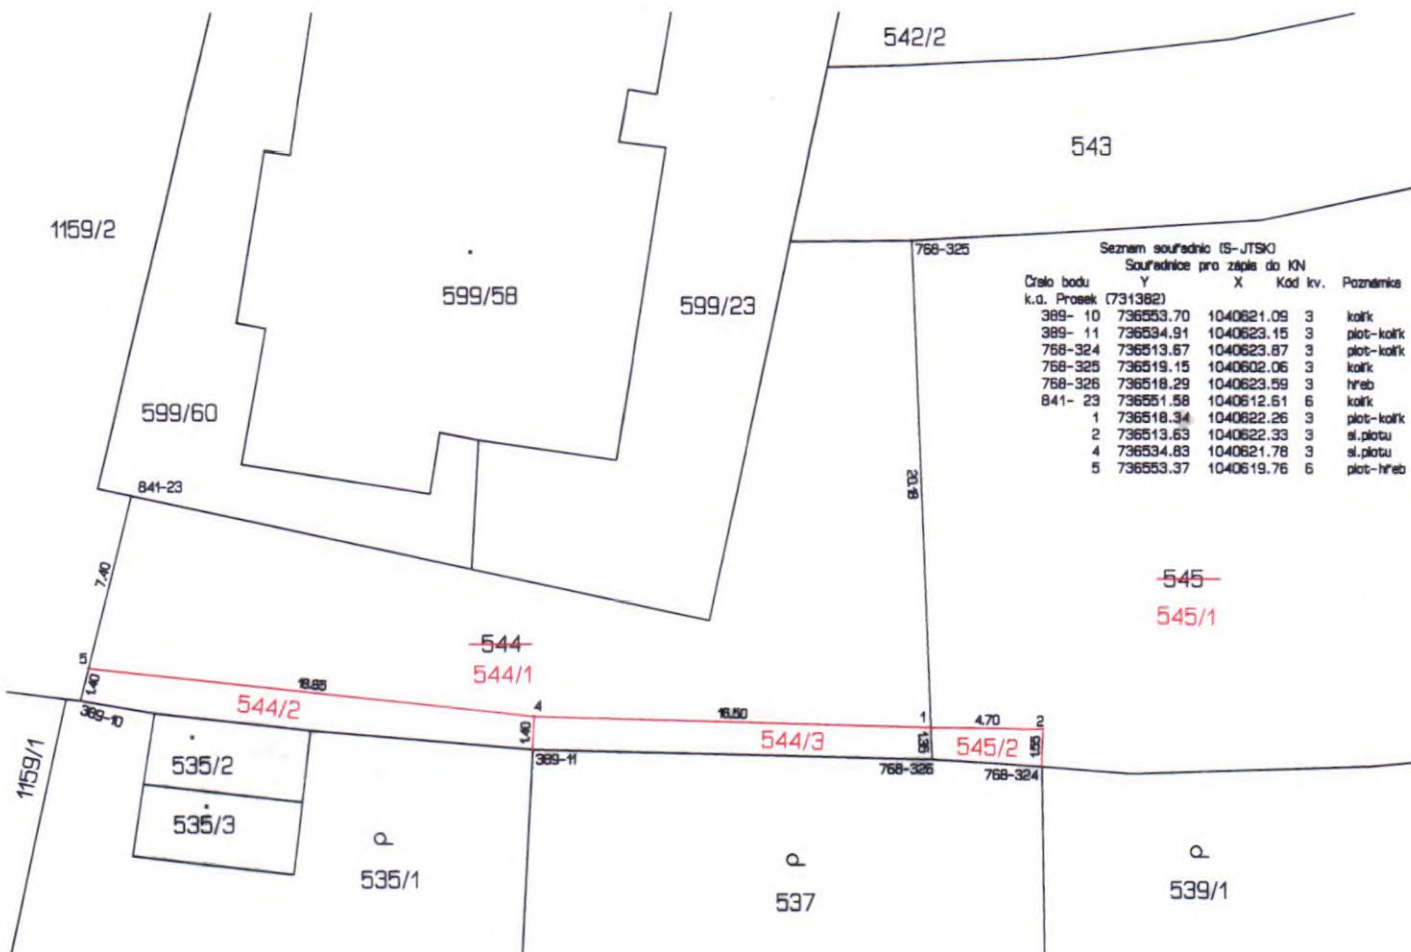 542/2
543
1159/2
599/58
599/23
599/60
768-325
Seznam souřadnic (S-JTSK)
Souřadnice pro zápis do KN
Číslo bodu Y X Kód kv. Poznámka
k.ú. Prosek (731382)
389- 10 736553.70 1040621.09 3 kolík
389- 11 736534.91 1040623.15 3 plot-kolík
768-324 736513.67 1040623.87 3 plot-kolík
768-325 736519.15 1040602.06 3 kolík
768-326 736518.29 1040623.59 3 hřeb
841- 23 736551.58 1040612.61 6 kolík
1 736518.34 1040622.26 3 plot-kolík
2 736513.63 1040622.33 3 sl.plotu
4 736534.83 1040621.78 3 sl.plotu
5 736553.37 1040619.76 6 plot-hřeb
841-23
20.18
7.40
545
545/1
544
544/1
5
1.40
18.65
544/2
4
16.50
1
4.70
2
389-10
1.40
544/3
1.35
545/2
1.55
389-11
768-326
768-324
1159/1
535/2
535/3
535/1
537
539/1